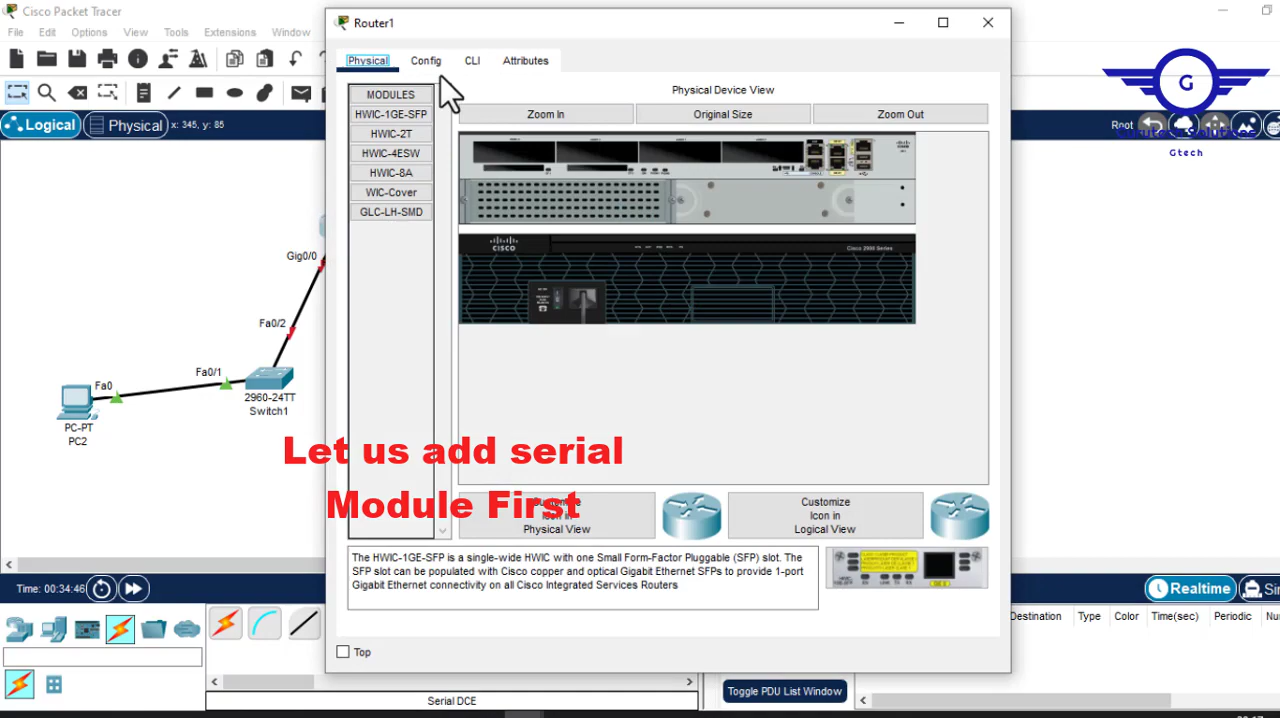 Cisco Packet Tracer
File Edit Options View Tools Extensions Window
Logical Physical x: 345, y: 85
Root
G
Gtech
Router1
Physical Config CLI Attributes
MODULES
HWIC-1GE-SFP
HWIC-2T
HWIC-4ESW
HWIC-8A
WIC-Cover
GLC-LH-SMD
Physical Device View
Zoom In Original Size Zoom Out
CISCO
Cisco 2900 Series
Gig0/0
Fa0/2
Fa0/1
Fa0
2960-24TT
Switch1
PC-PT
PC2
Let us add serial
Module First
Icon in
Physical View
Customize
Icon in
Logical View
The HWIC-1GE-SFP is a single-wide HWIC with one Small Form-Factor Pluggable (SFP) slot. The
SFP slot can be populated with Cisco copper and optical Gigabit Ethernet SFPs to provide 1-port
Gigabit Ethernet connectivity on all Cisco Integrated Services Routers
Top
Time: 00:34:46
Realtime
Destination Type Color Time(sec) Periodic
Serial DCE
Toggle PDU List Window